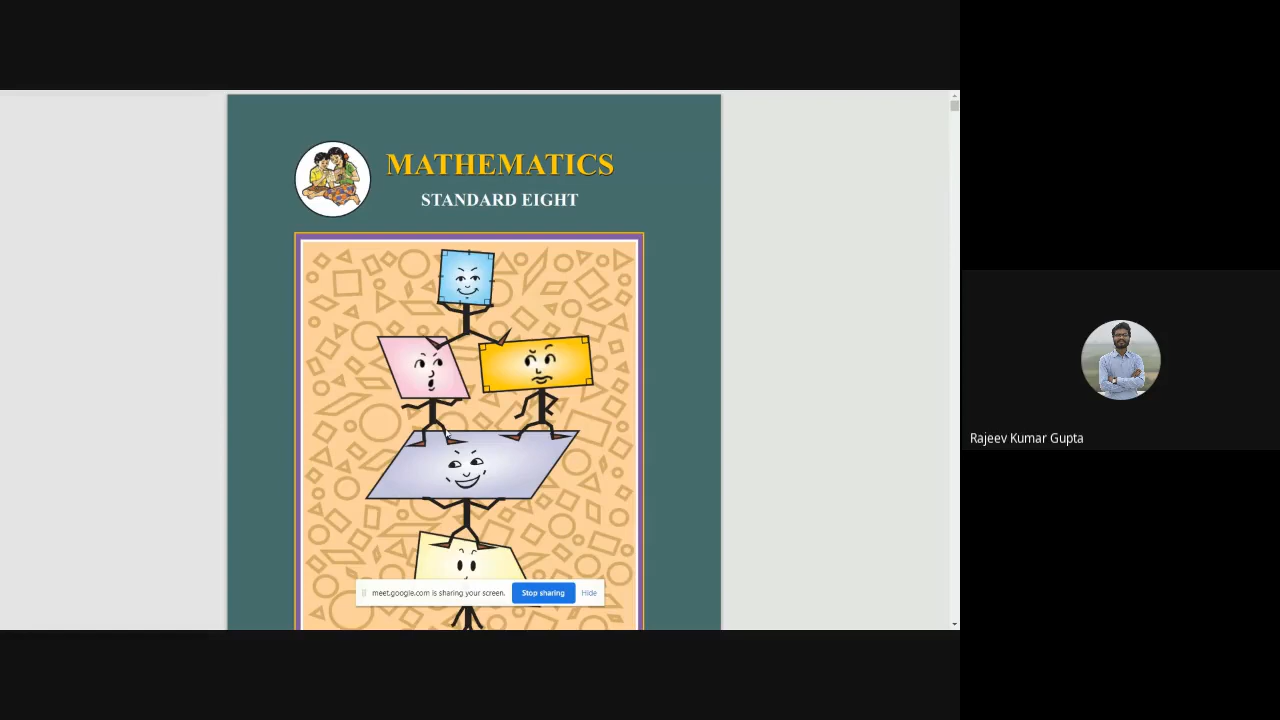 MATHEMATICS
STANDARD EIGHT
meet.google.com is sharing your screen. Stop sharing Hide
Rajeev Kumar Gupta